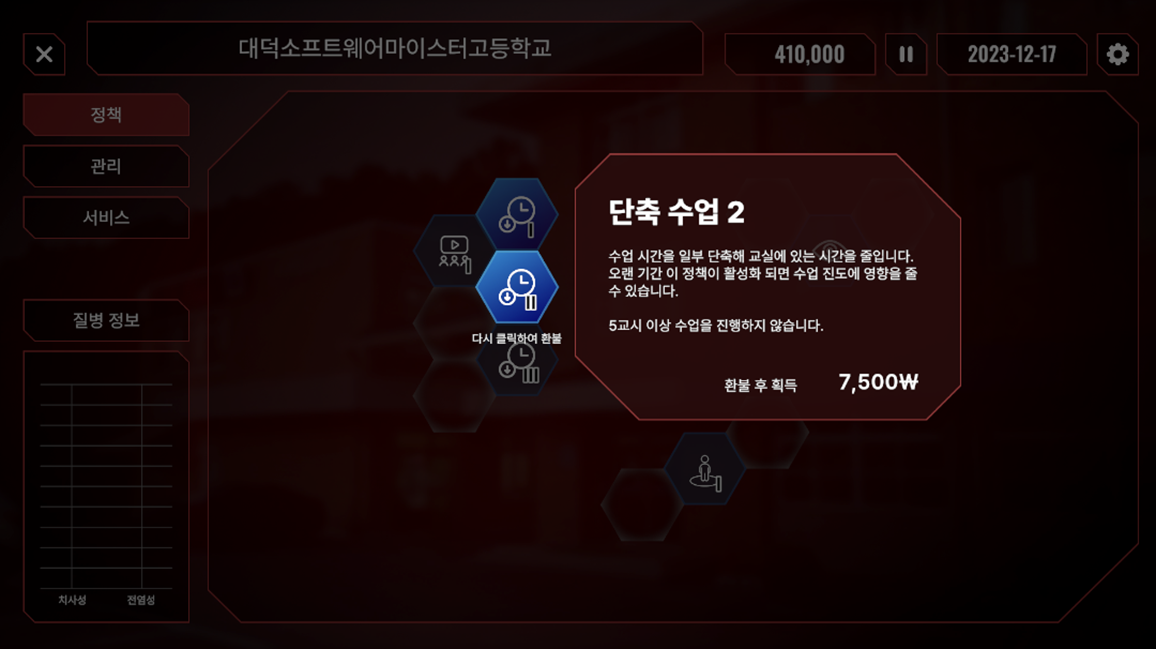 대덕소프트웨어마이스터고등학교
410,000
2023-12-17
정책
관리
서비스
질병 정보
치사성
전염성
다시 클릭하여 환불
단축 수업 2
수업 시간을 일부 단축해 교실에 있는 시간을 줄입니다.
오랜 기간 이 정책이 활성화 되면 수업 진도에 영향을 줄
수 있습니다.
5교시 이상 수업을 진행하지 않습니다.
환불 후 획득
7,500₩